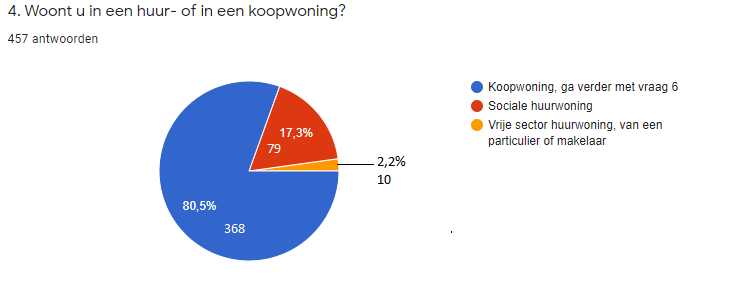 4. Woont u in een huur- of in een koopwoning?
457 antwoorden
17,3%
79
2,2%
10
80,5%
368
Koopwoning, ga verder met vraag 6
Sociale huurwoning
Vrije sector huurwoning, van een
particulier of makelaar